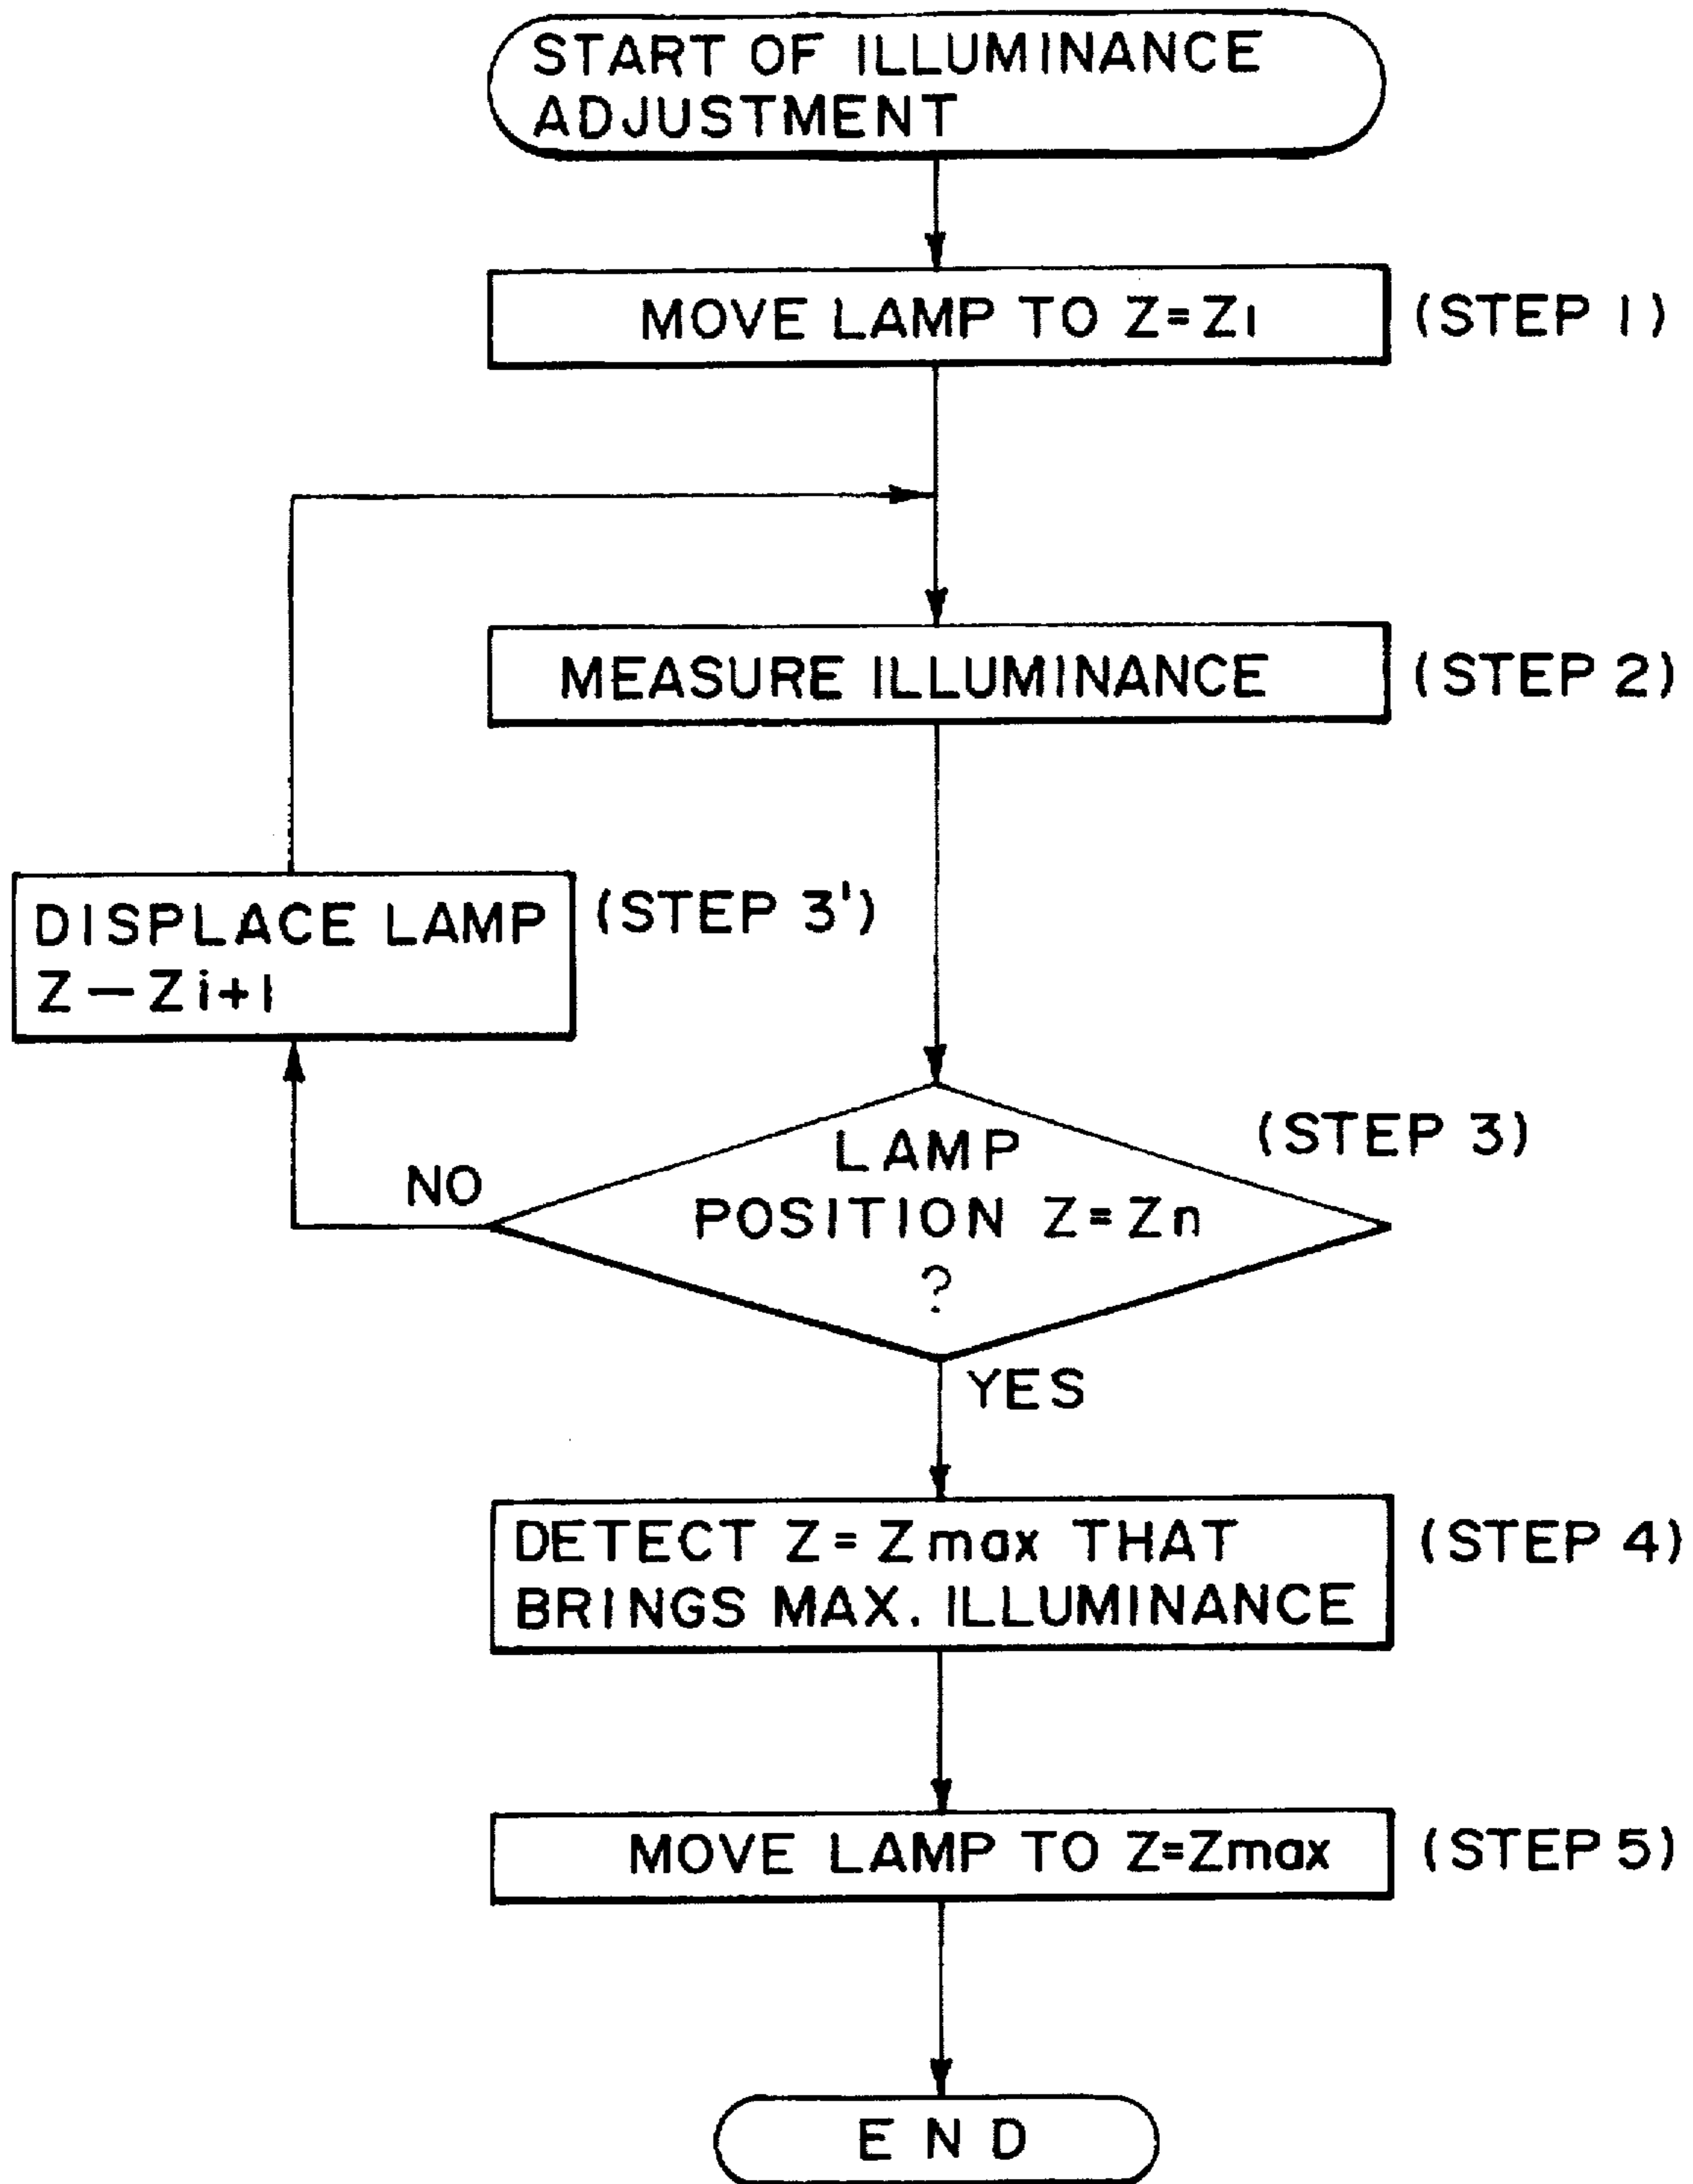 START OF ILLUMINANCE
ADJUSTMENT
MOVE LAMP TO Z=Z1 (STEP 1)
MEASURE ILLUMINANCE (STEP 2)
DISPLACE LAMP (STEP 3')
Z—Zi+1
LAMP (STEP 3)
POSITION Z=Zn
?
NO
YES
DETECT Z=Zmax THAT (STEP 4)
BRINGS MAX. ILLUMINANCE
MOVE LAMP TO Z=Zmax (STEP 5)
END